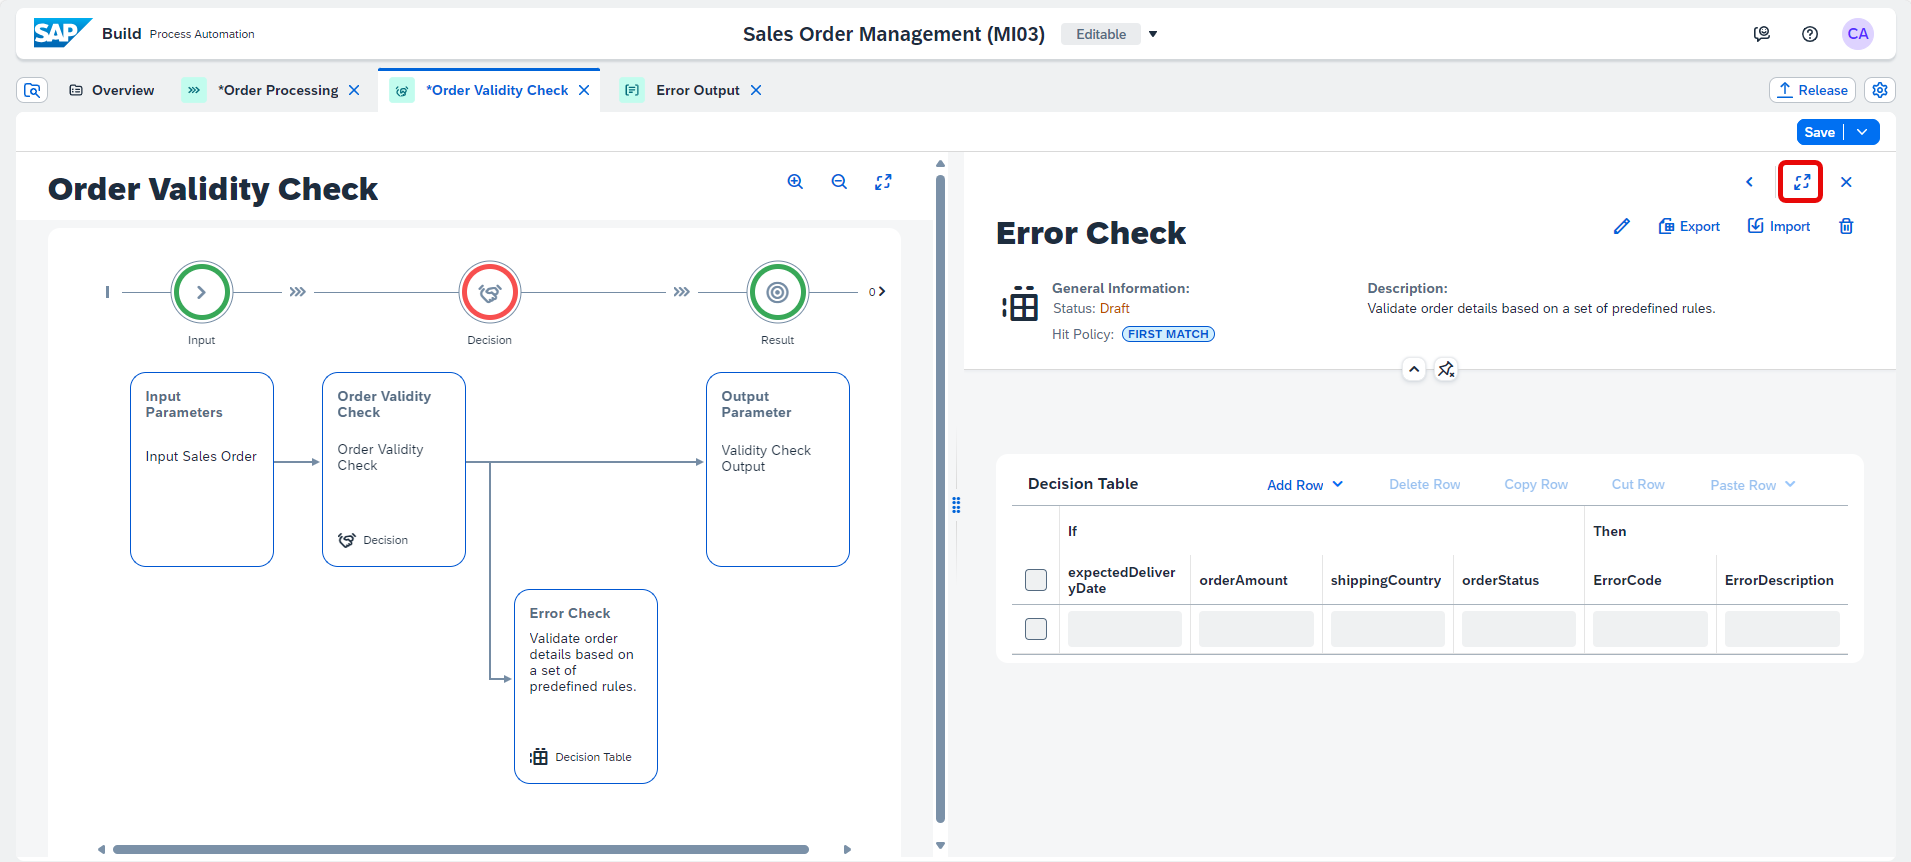 SAP Build Process Automation
Sales Order Management (MI03) Editable
CA
Overview *Order Processing *Order Validity Check Error Output Release
Save
Order Validity Check
Input Decision Result
0
Input Parameters
Input Sales Order
Order Validity Check
Order Validity Check
Decision
Output Parameter
Validity Check Output
Error Check
Validate order details based on a set of predefined rules.
Decision Table
Error Check
Export Import
General Information:
Status: Draft
Hit Policy: FIRST MATCH
Description:
Validate order details based on a set of predefined rules.
Decision Table Add Row Delete Row Copy Row Cut Row Paste Row
If Then
expectedDeliveryDate orderAmount shippingCountry orderStatus ErrorCode ErrorDescription